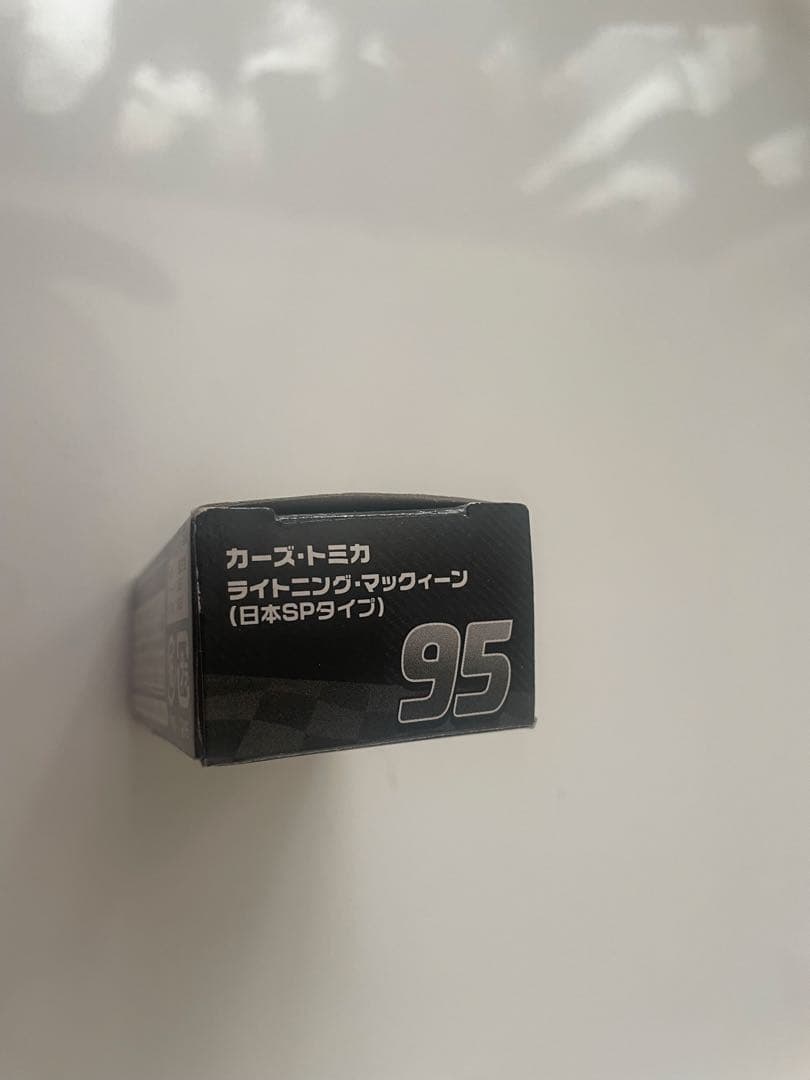 カーズ・トミカ
ライトニング・マックィーン
(日本SPタイプ)
95